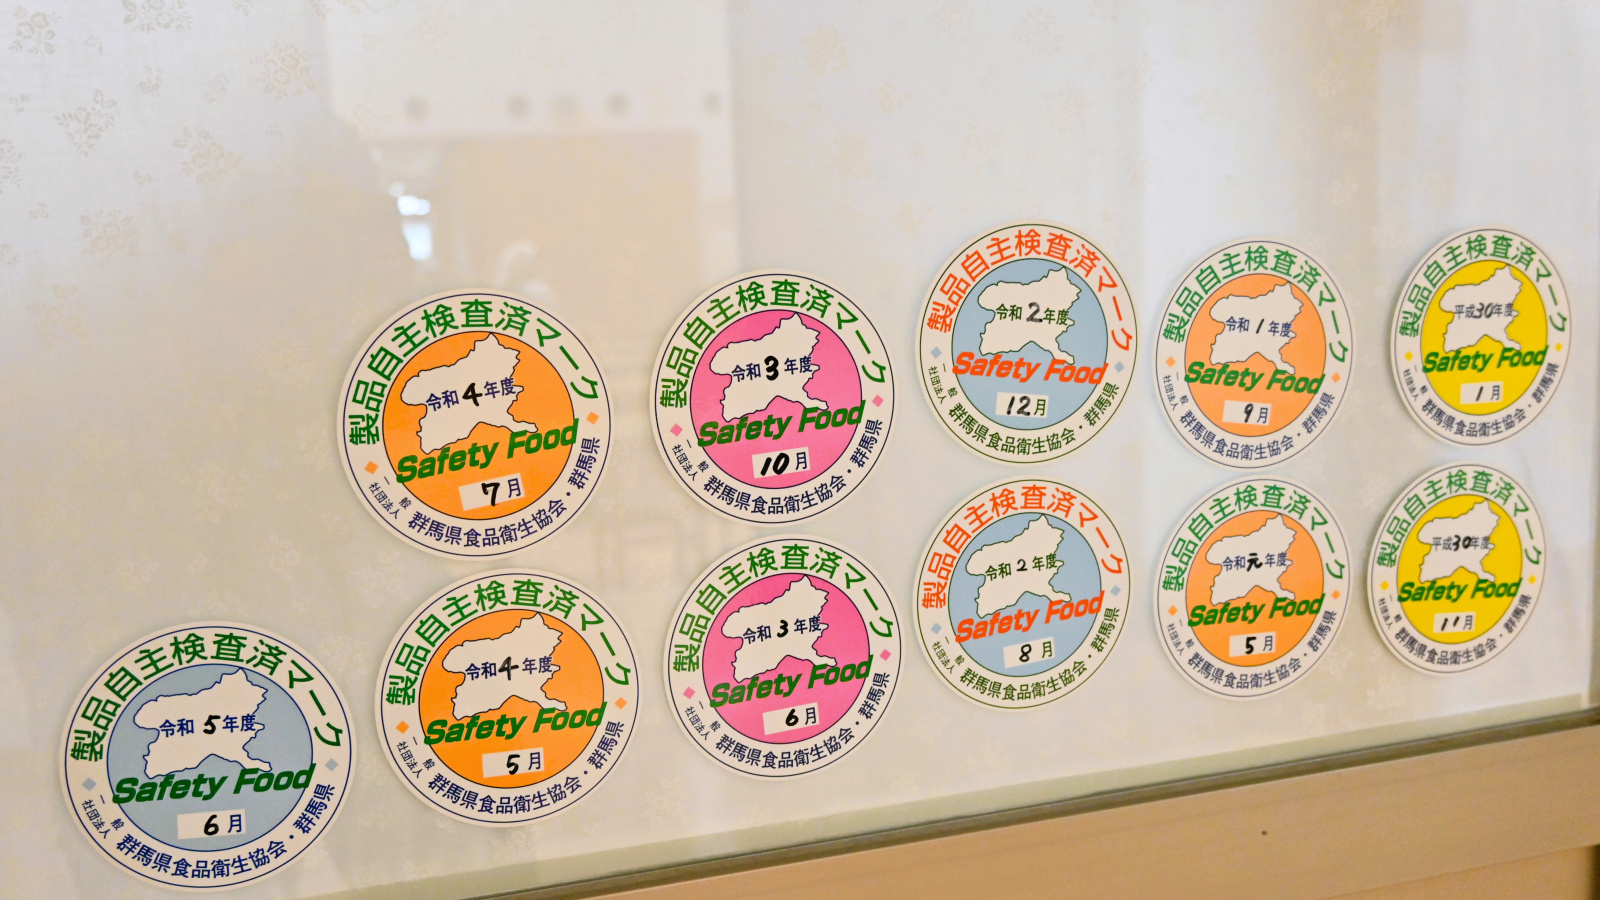 製品自主検査済マーク
令和4年度
Safety Food
7月
一般社団法人 群馬県食品衛生協会・群馬県
製品自主検査済マーク
令和3年度
Safety Food
10月
一般社団法人 群馬県食品衛生協会・群馬県
製品自主検査済マーク
令和2年度
Safety Food
12月
一般社団法人 群馬県食品衛生協会・群馬県
製品自主検査済マーク
令和1年度
Safety Food
9月
一般社団法人 群馬県食品衛生協会・群馬県
製品自主検査済マーク
平成30年度
Safety Food
1月
一般社団法人 群馬県食品衛生協会・群馬県
製品自主検査済マーク
令和5年度
Safety Food
6月
一般社団法人 群馬県食品衛生協会・群馬県
製品自主検査済マーク
令和4年度
Safety Food
5月
一般社団法人 群馬県食品衛生協会・群馬県
製品自主検査済マーク
令和3年度
Safety Food
6月
一般社団法人 群馬県食品衛生協会・群馬県
製品自主検査済マーク
令和2年度
Safety Food
8月
一般社団法人 群馬県食品衛生協会・群馬県
製品自主検査済マーク
令和元年度
Safety Food
5月
一般社団法人 群馬県食品衛生協会・群馬県
製品自主検査済マーク
平成30年度
Safety Food
11月
一般社団法人 群馬県食品衛生協会・群馬県